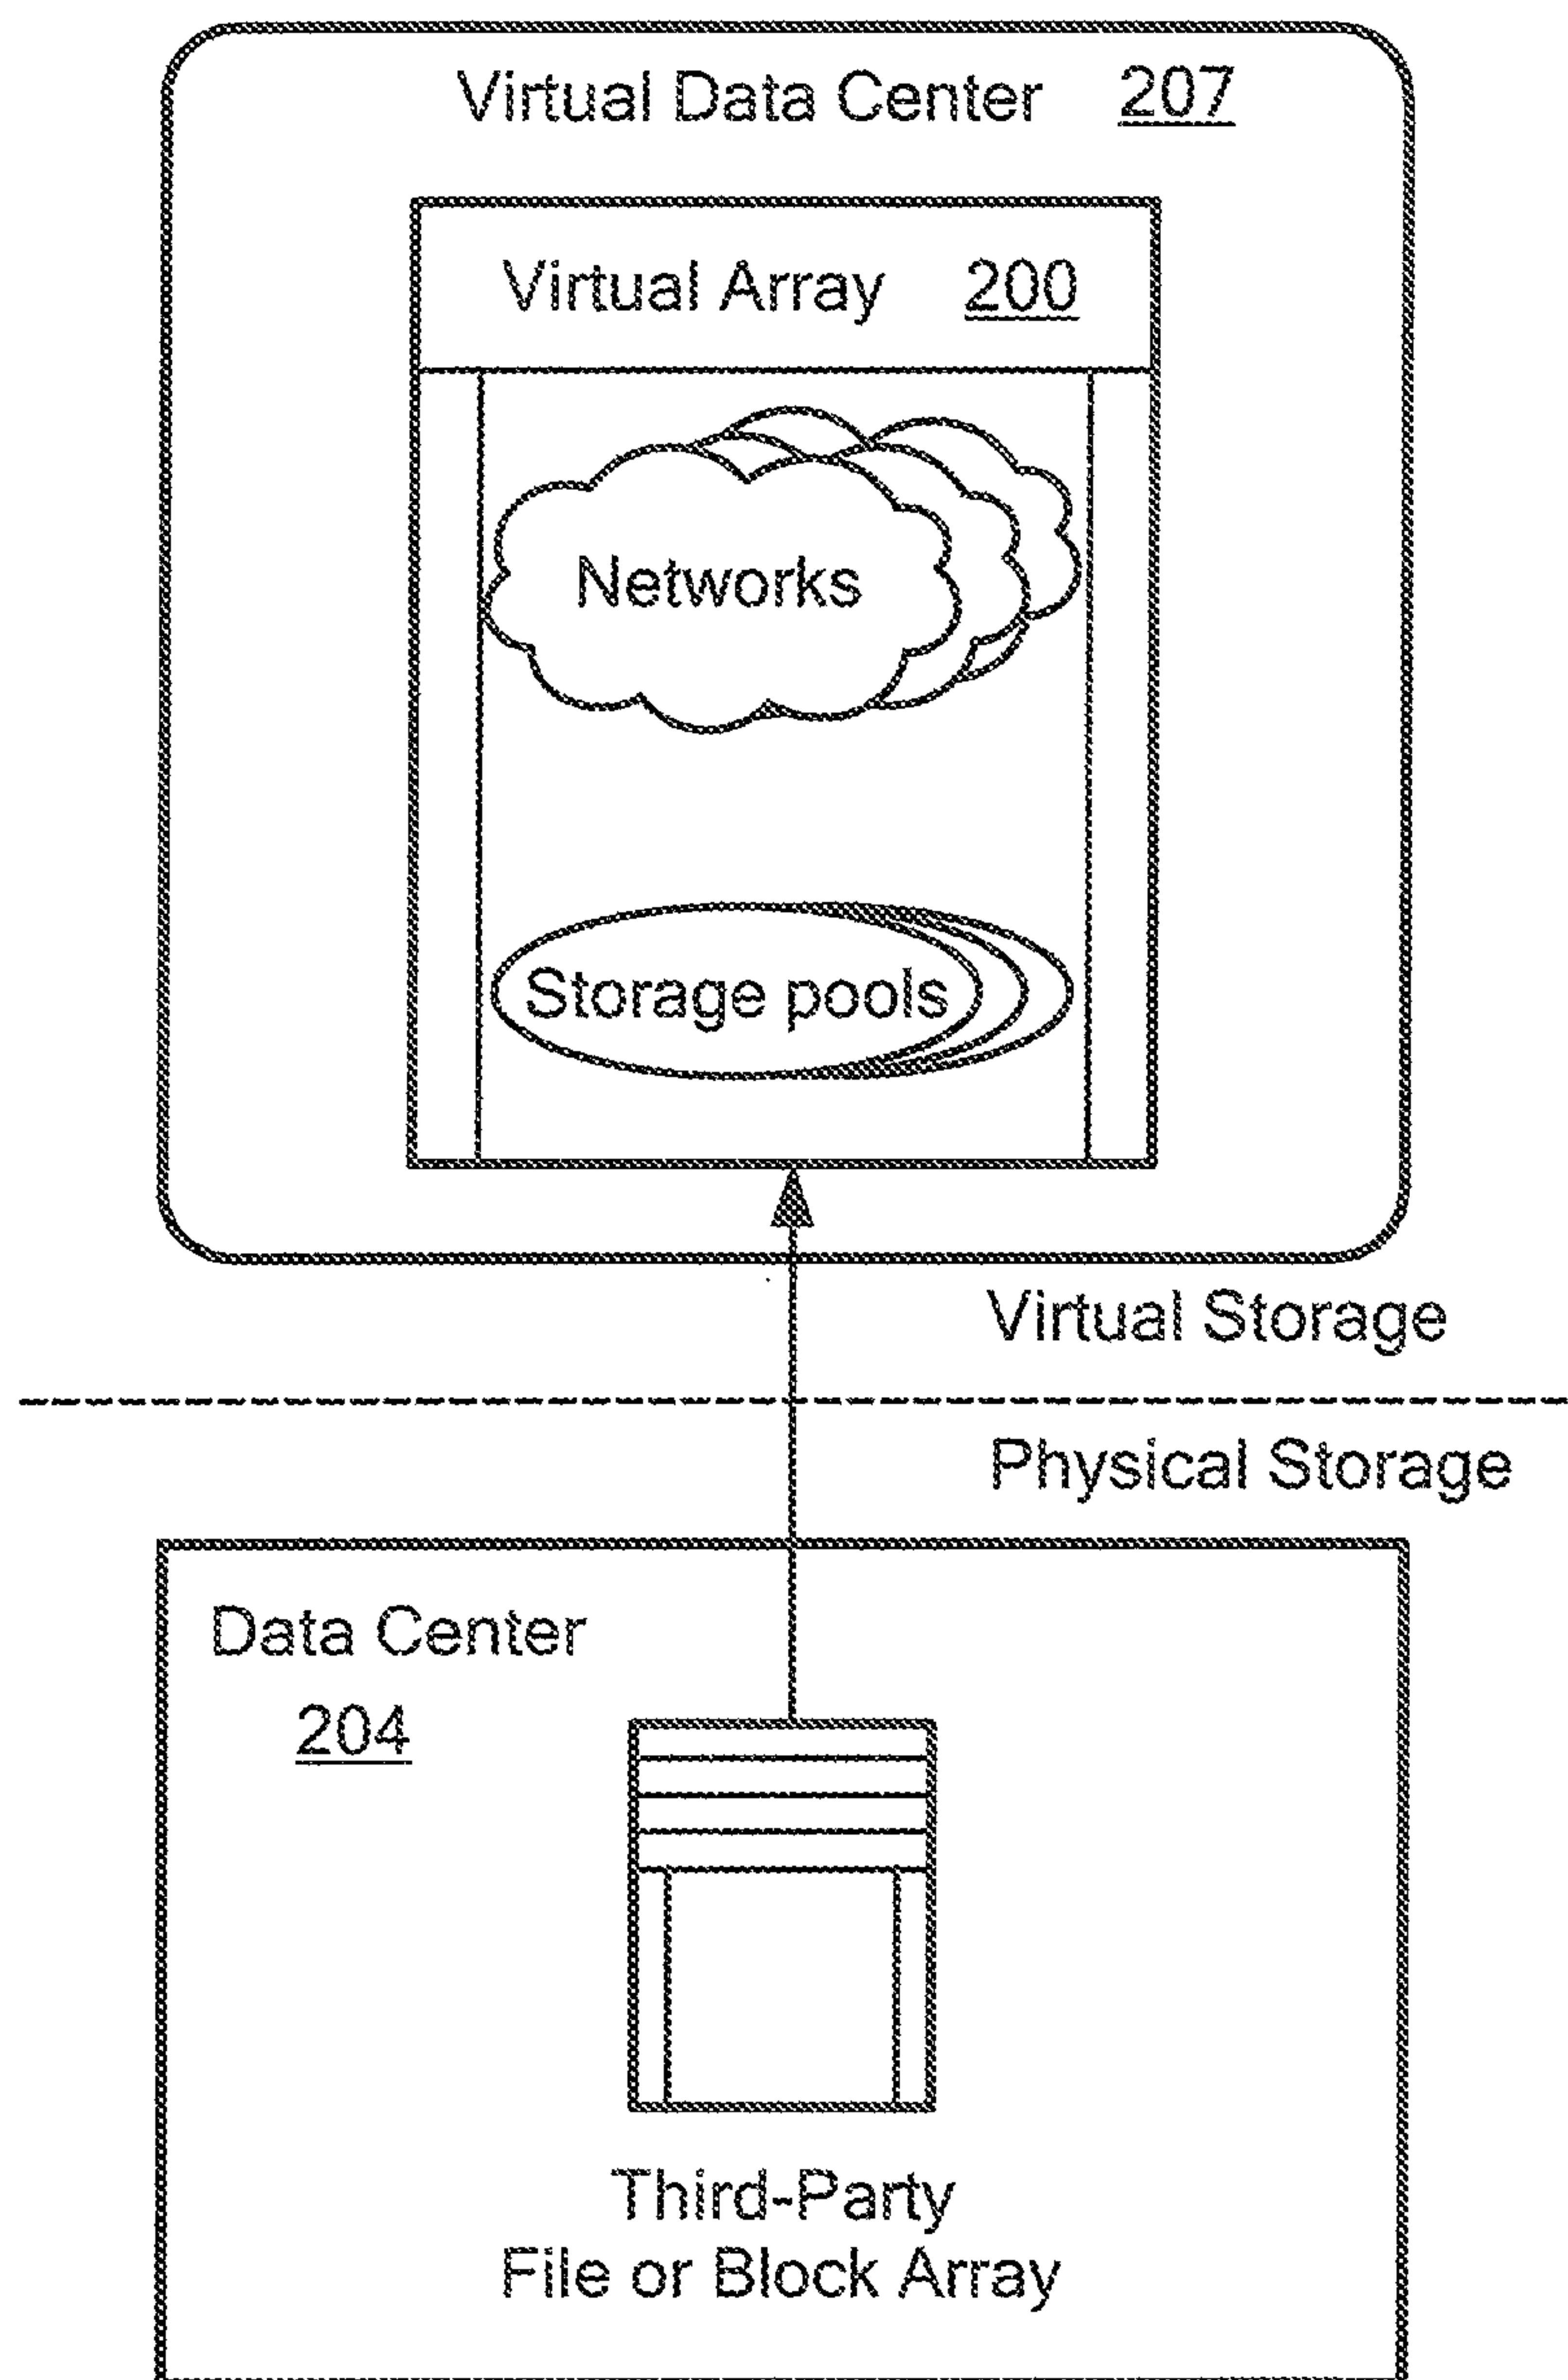 Virtual Data Center 207
Virtual Array 200
Networks
Storage pools
Virtual Storage
Physical Storage
Data Center
204
Third-Party
File or Block Array